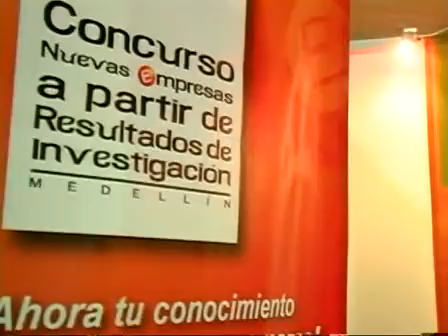 Concurso
Nuevas empresas
a partir de
Resultados de
Investigación
MEDELLÍN
Ahora tu conocimiento